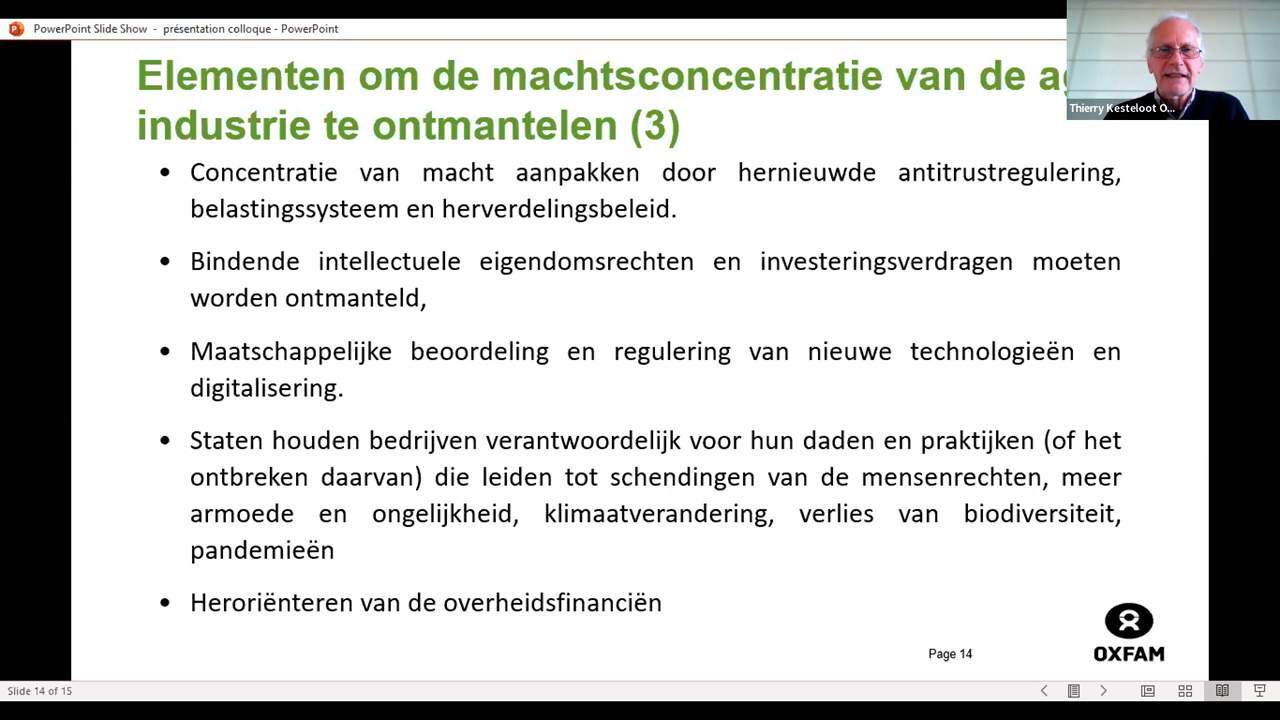 PowerPoint Slide Show - présentation colloque - PowerPoint
Elementen om de machtsconcentratie van de
industrie te ontmantelen (3)
Thierry Kesteloot O...
• Concentratie van macht aanpakken door hernieuwde antitrustregulering,
belastingssysteem en herverdelingsbeleid.
• Bindende intellectuele eigendomsrechten en investeringsverdragen moeten
worden ontmanteld,
• Maatschappelijke beoordeling en regulering van nieuwe technologieën en
digitalisering.
• Staten houden bedrijven verantwoordelijk voor hun daden en praktijken (of het
ontbreken daarvan) die leiden tot schendingen van de mensenrechten, meer
armoede en ongelijkheid, klimaatverandering, verlies van biodiversiteit,
pandemieën
• Heroriënteren van de overheidsfinanciën
Page 14
OXFAM
Slide 14 of 15